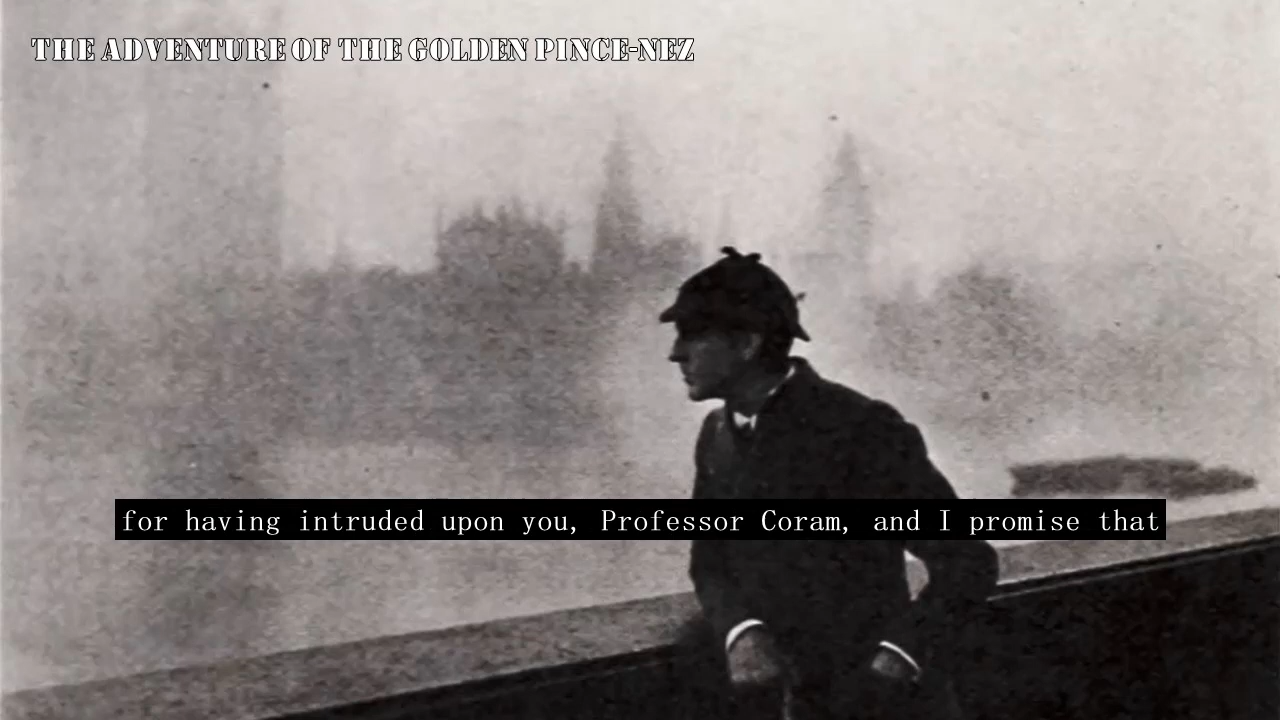 THE ADVENTURE OF THE GOLDEN PINCE-NEZ
for having intruded upon you, Professor Coram, and I promise that